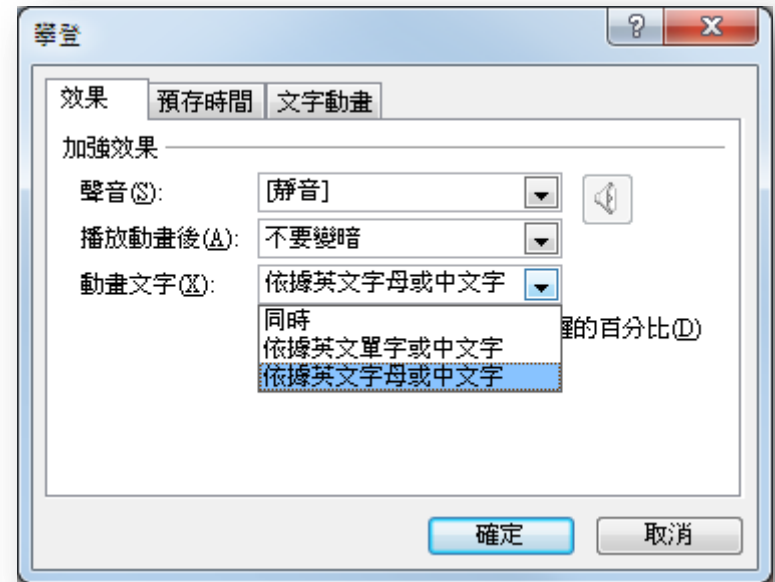 攀登
效果 預存時間 文字動畫
加強效果
聲音(S): [靜音]
播放動畫後(A): 不要變暗
動畫文字(X): 依據英文字母或中文字
同時
的百分比(D)
依據英文單字或中文字
依據英文字母或中文字
確定 取消